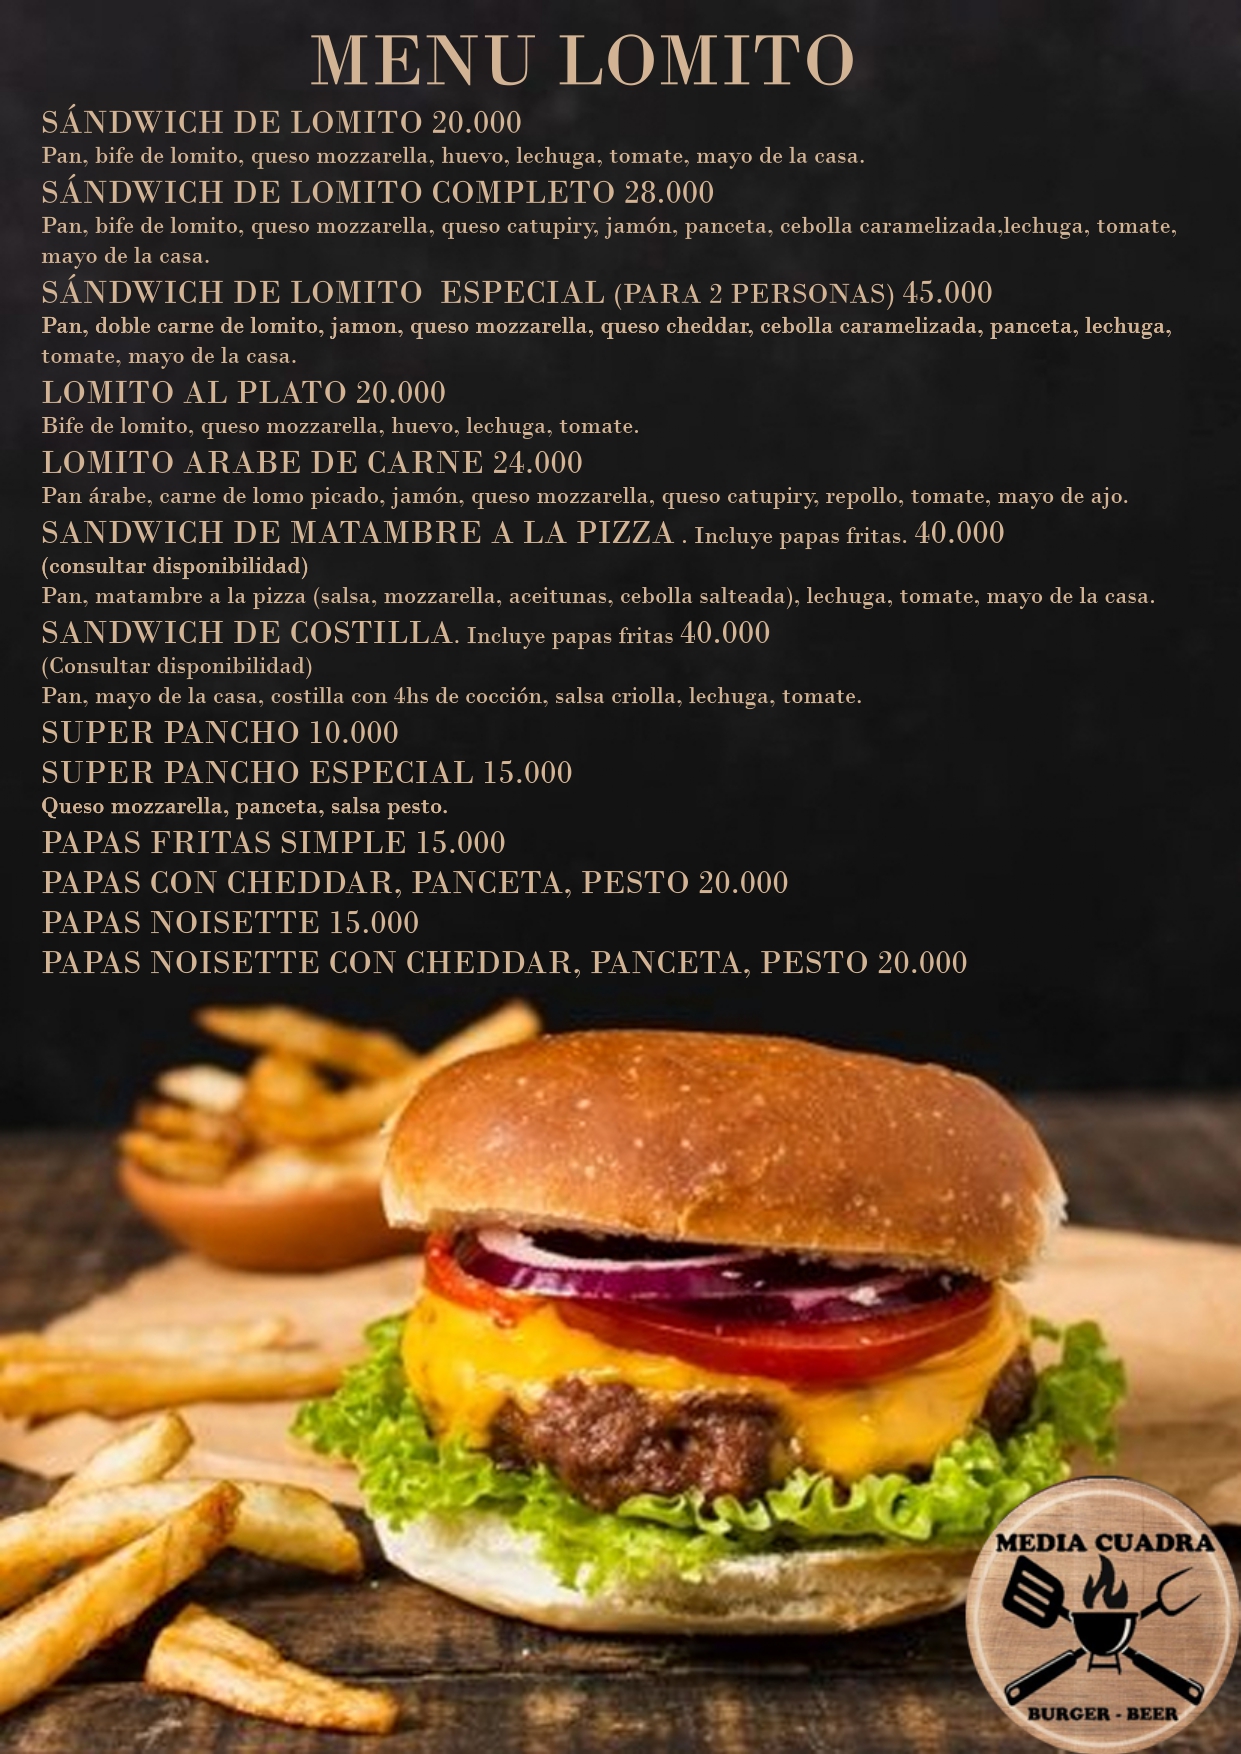 MENU LOMITO
SÁNDWICH DE LOMITO 20.000
Pan, bife de lomito, queso mozzarella, huevo, lechuga, tomate, mayo de la casa.
SÁNDWICH DE LOMITO COMPLETO 28.000
Pan, bife de lomito, queso mozzarella, queso catupiry, jamón, panceta, cebolla caramelizada,lechuga, tomate,
mayo de la casa.
SÁNDWICH DE LOMITO ESPECIAL (PARA 2 PERSONAS) 45.000
Pan, doble carne de lomito, jamon, queso mozzarella, queso cheddar, cebolla caramelizada, panceta, lechuga,
tomate, mayo de la casa.
LOMITO AL PLATO 20.000
Bife de lomito, queso mozzarella, huevo, lechuga, tomate.
LOMITO ARABE DE CARNE 24.000
Pan árabe, carne de lomo picado, jamón, queso mozzarella, queso catupiry, repollo, tomate, mayo de ajo.
SANDWICH DE MATAMBRE A LA PIZZA . Incluye papas fritas. 40.000
(consultar disponibilidad)
Pan, matambre a la pizza (salsa, mozzarella, aceitunas, cebolla salteada), lechuga, tomate, mayo de la casa.
SANDWICH DE COSTILLA. Incluye papas fritas 40.000
(Consultar disponibilidad)
Pan, mayo de la casa, costilla con 4hs de cocción, salsa criolla, lechuga, tomate.
SUPER PANCHO 10.000
SUPER PANCHO ESPECIAL 15.000
Queso mozzarella, panceta, salsa pesto.
PAPAS FRITAS SIMPLE 15.000
PAPAS CON CHEDDAR, PANCETA, PESTO 20.000
PAPAS NOISETTE 15.000
PAPAS NOISETTE CON CHEDDAR, PANCETA, PESTO 20.000
MEDIA CUADRA
BURGER - BEER